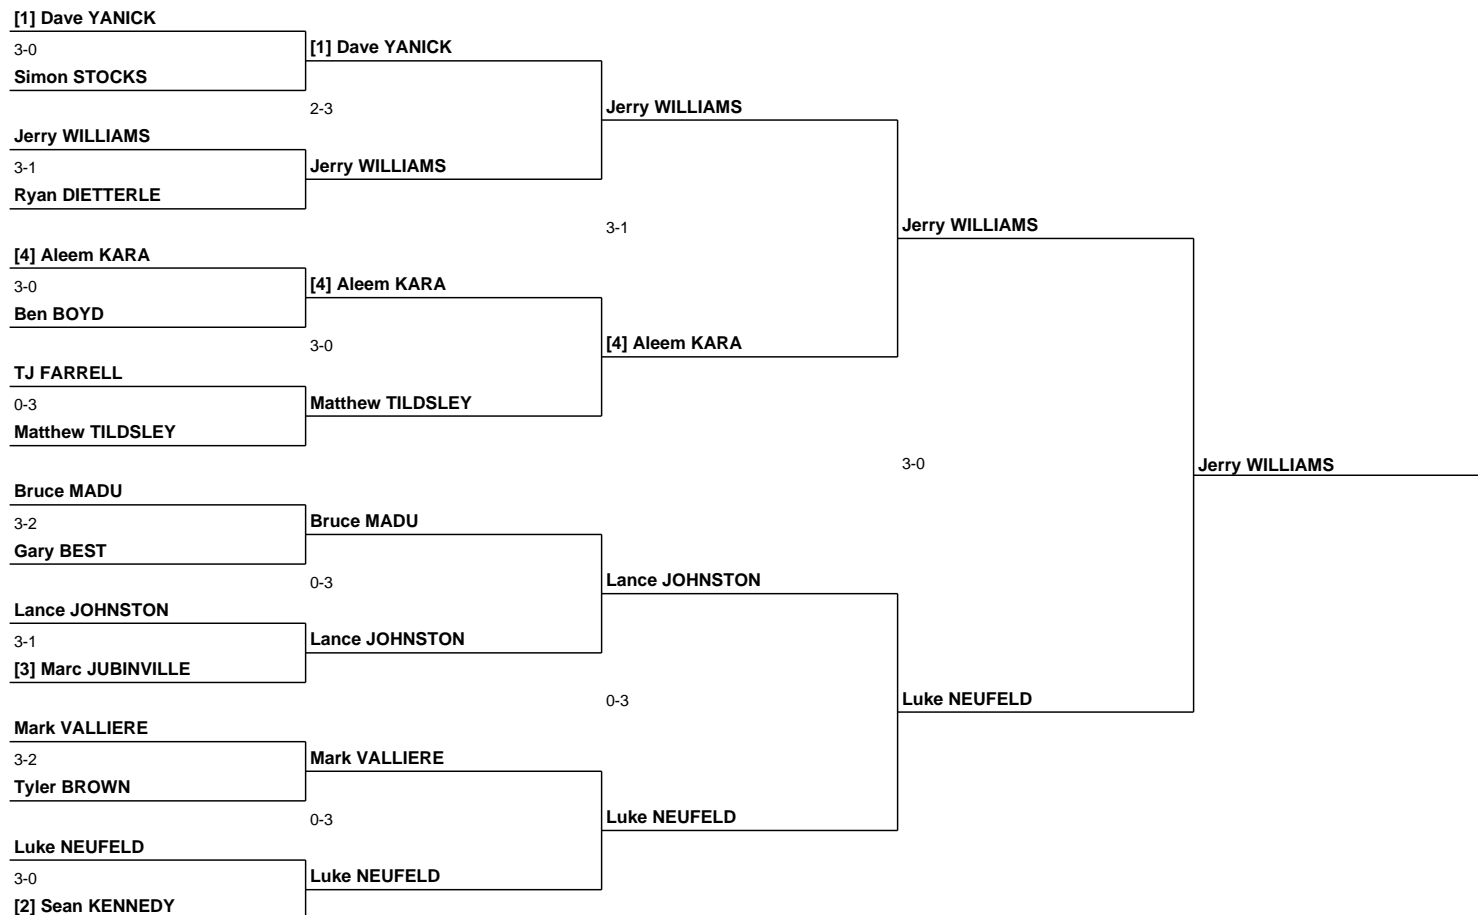 [1] Dave YANICK
3-0
Simon STOCKS
Jerry WILLIAMS
3-1
Ryan DIETTERLE
[4] Aleem KARA
3-0
Ben BOYD
TJ FARRELL
0-3
Matthew TILDSLEY
Bruce MADU
3-2
Gary BEST
Lance JOHNSTON
3-1
[3] Marc JUBINVILLE
Mark VALLIERE
3-2
Tyler BROWN
Luke NEUFELD
3-0
[2] Sean KENNEDY
[1] Dave YANICK
2-3
Jerry WILLIAMS
[4] Aleem KARA
3-0
Matthew TILDSLEY
Bruce MADU
0-3
Lance JOHNSTON
Mark VALLIERE
0-3
Luke NEUFELD
Jerry WILLIAMS
3-1
[4] Aleem KARA
Lance JOHNSTON
0-3
Luke NEUFELD
Jerry WILLIAMS
3-0
Luke NEUFELD
Jerry WILLIAMS